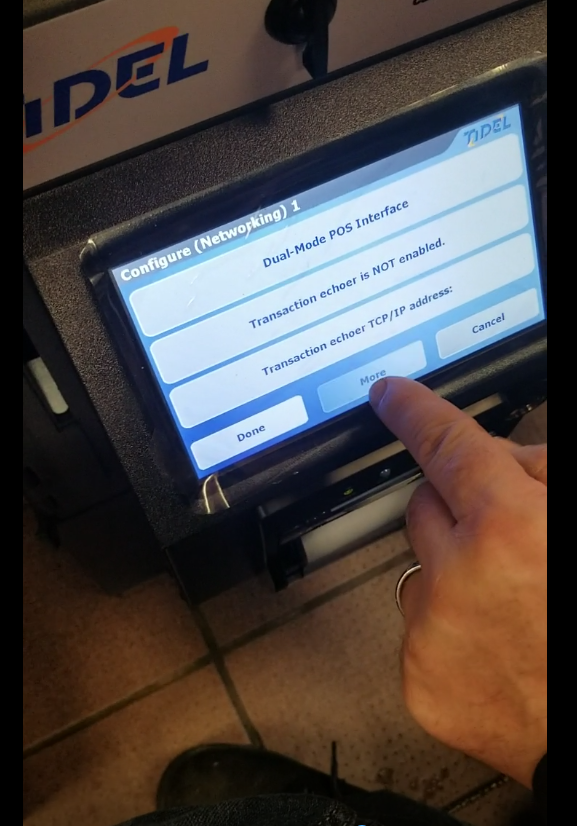 TIDEL
TIDEL
Configure (Networking) 1
Dual-Mode POS Interface
Transaction echoer is NOT enabled.
Transaction echoer TCP/IP address:
Done
More
Cancel